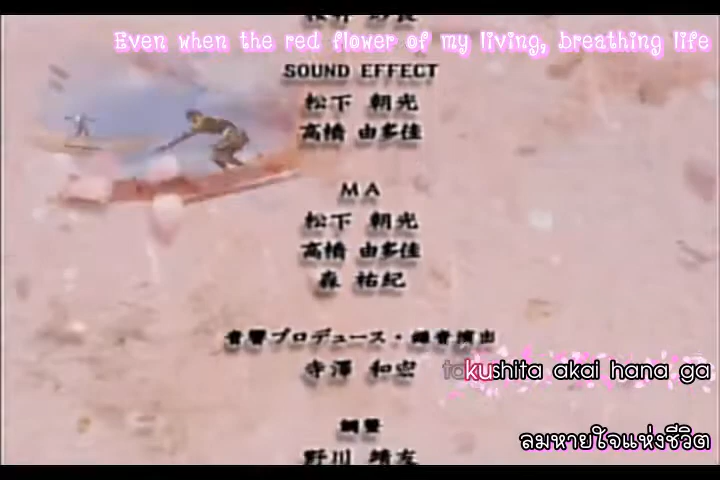 Even when the red flower of my living, breathing life
SOUND EFFECT
松下 朝光
高橋 由多佳
MA
松下 朝光
高橋 由多佳
森 祐紀
音響プロデュース・録音演出
寺澤 和宏
takushita akai hana ga
調整
ลมหายใจแห่งชีวิต
野川 靖友